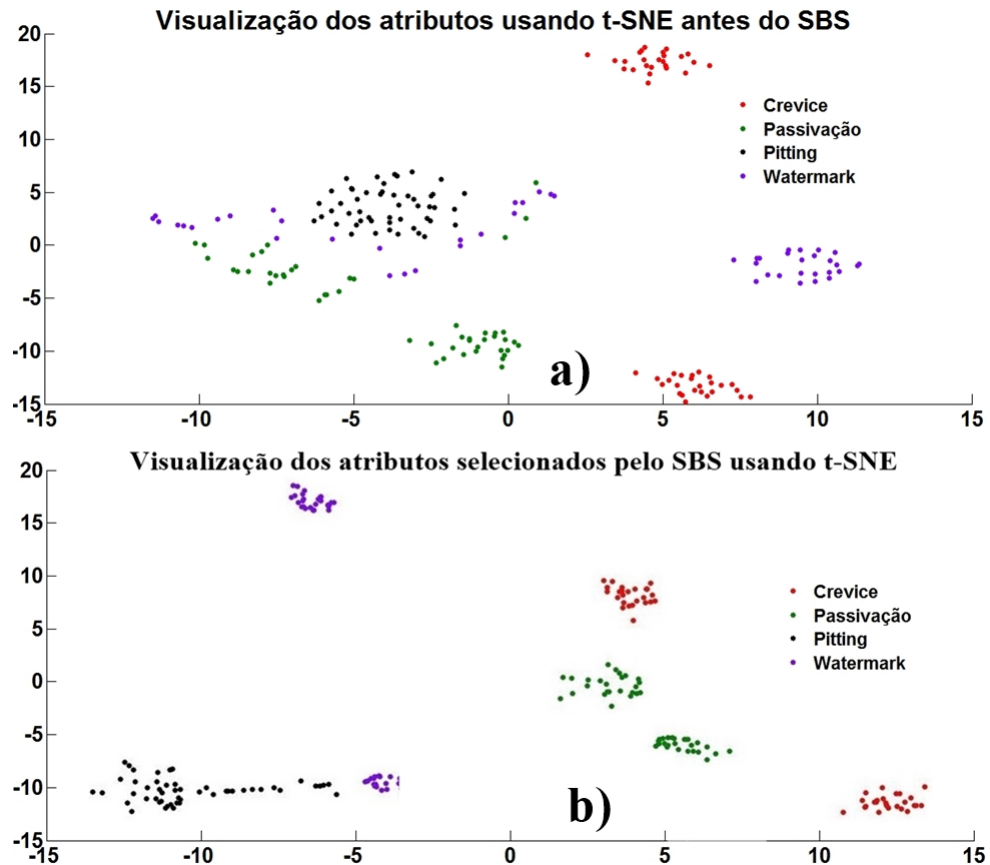 Visualização dos atributos usando t-SNE antes do SBS
20
15
10
5
0
-5
-10
-15
Crevice
Passivação
Pitting
Watermark
a)
-10
-5
0
5
10
15
Visualização dos atributos selecionados pelo SBS usando t-SNE
20
15
10
5
0
-5
-10
-15
Crevice
Passivação
Pitting
Watermark
b)
-15
-10
-5
0
5
10
15